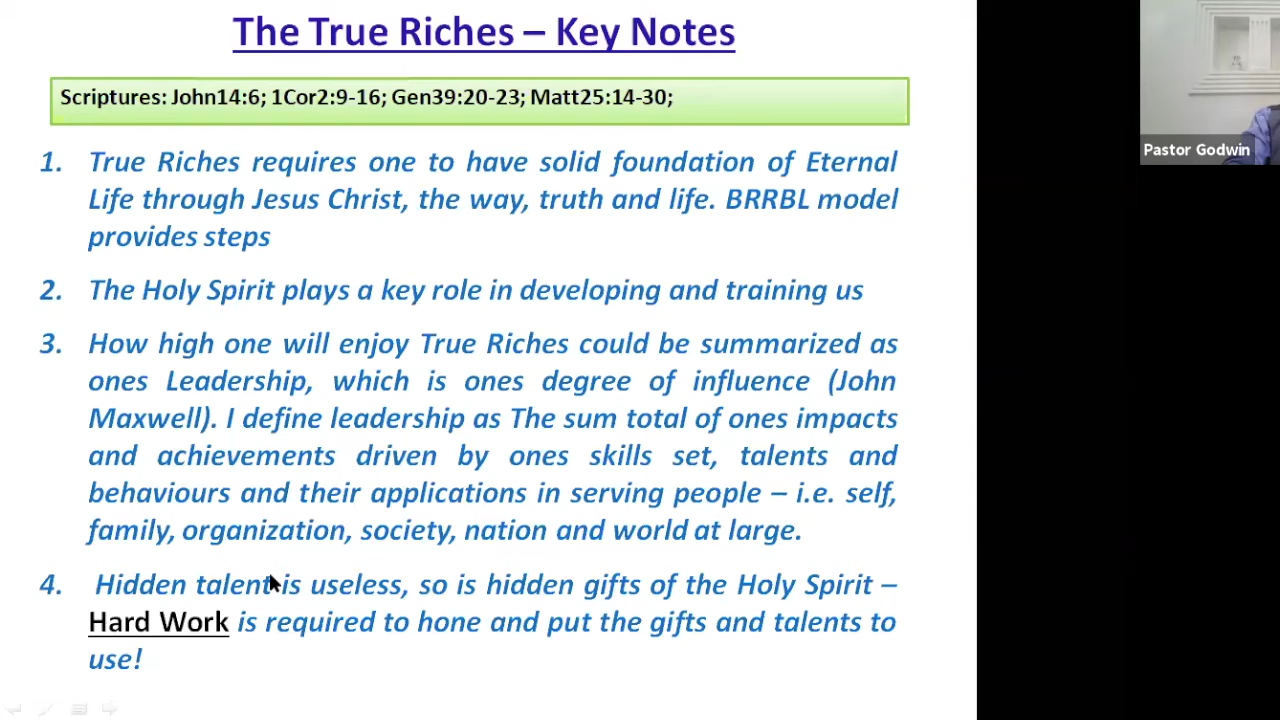 The True Riches – Key Notes
Scriptures: John14:6; 1Cor2:9-16; Gen39:20-23; Matt25:14-30;
1. True Riches requires one to have solid foundation of Eternal
Life through Jesus Christ, the way, truth and life. BRRBL model
provides steps
2. The Holy Spirit plays a key role in developing and training us
3. How high one will enjoy True Riches could be summarized as
ones Leadership, which is ones degree of influence (John
Maxwell). I define leadership as The sum total of ones impacts
and achievements driven by ones skills set, talents and
behaviours and their applications in serving people – i.e. self,
family, organization, society, nation and world at large.
4. Hidden talent is useless, so is hidden gifts of the Holy Spirit –
Hard Work is required to hone and put the gifts and talents to
use!
Pastor Godwin